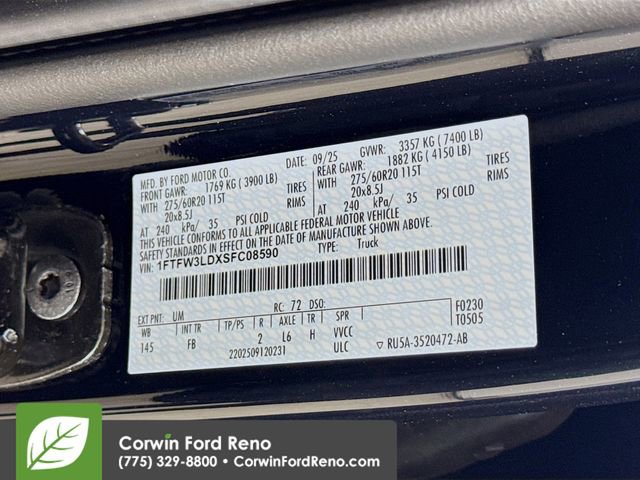 MFD. BY FORD MOTOR CO.
DATE: 09/25 GVWR: 3357 KG ( 7400 LB)
FRONT GAWR: 1769 KG ( 3900 LB) REAR GAWR: 1882 KG ( 4150 LB)
WITH 275/60R20 115T TIRES WITH 275/60R20 115T TIRES
20x8.5J RIMS 20x8.5J RIMS
AT 240 kPa/ 35 PSI COLD AT 240 kPa/ 35 PSI COLD
THIS VEHICLE CONFORMS TO ALL APPLICABLE FEDERAL MOTOR VEHICLE
SAFETY STANDARDS IN EFFECT ON THE DATE OF MANUFACTURE SHOWN ABOVE.
VIN: 1FTFW3LDXSFC08590 TYPE: Truck
EXT PNT: UM RC: 72 DSO: F0230
WB INT TR TP/PS R AXLE TR SPR T0505
145 FB 2 L6 H VVCC
2202509120231 ULC ▽ RU5A-3520472-AB
Corwin Ford Reno
(775) 329-8800 • CorwinFordReno.com